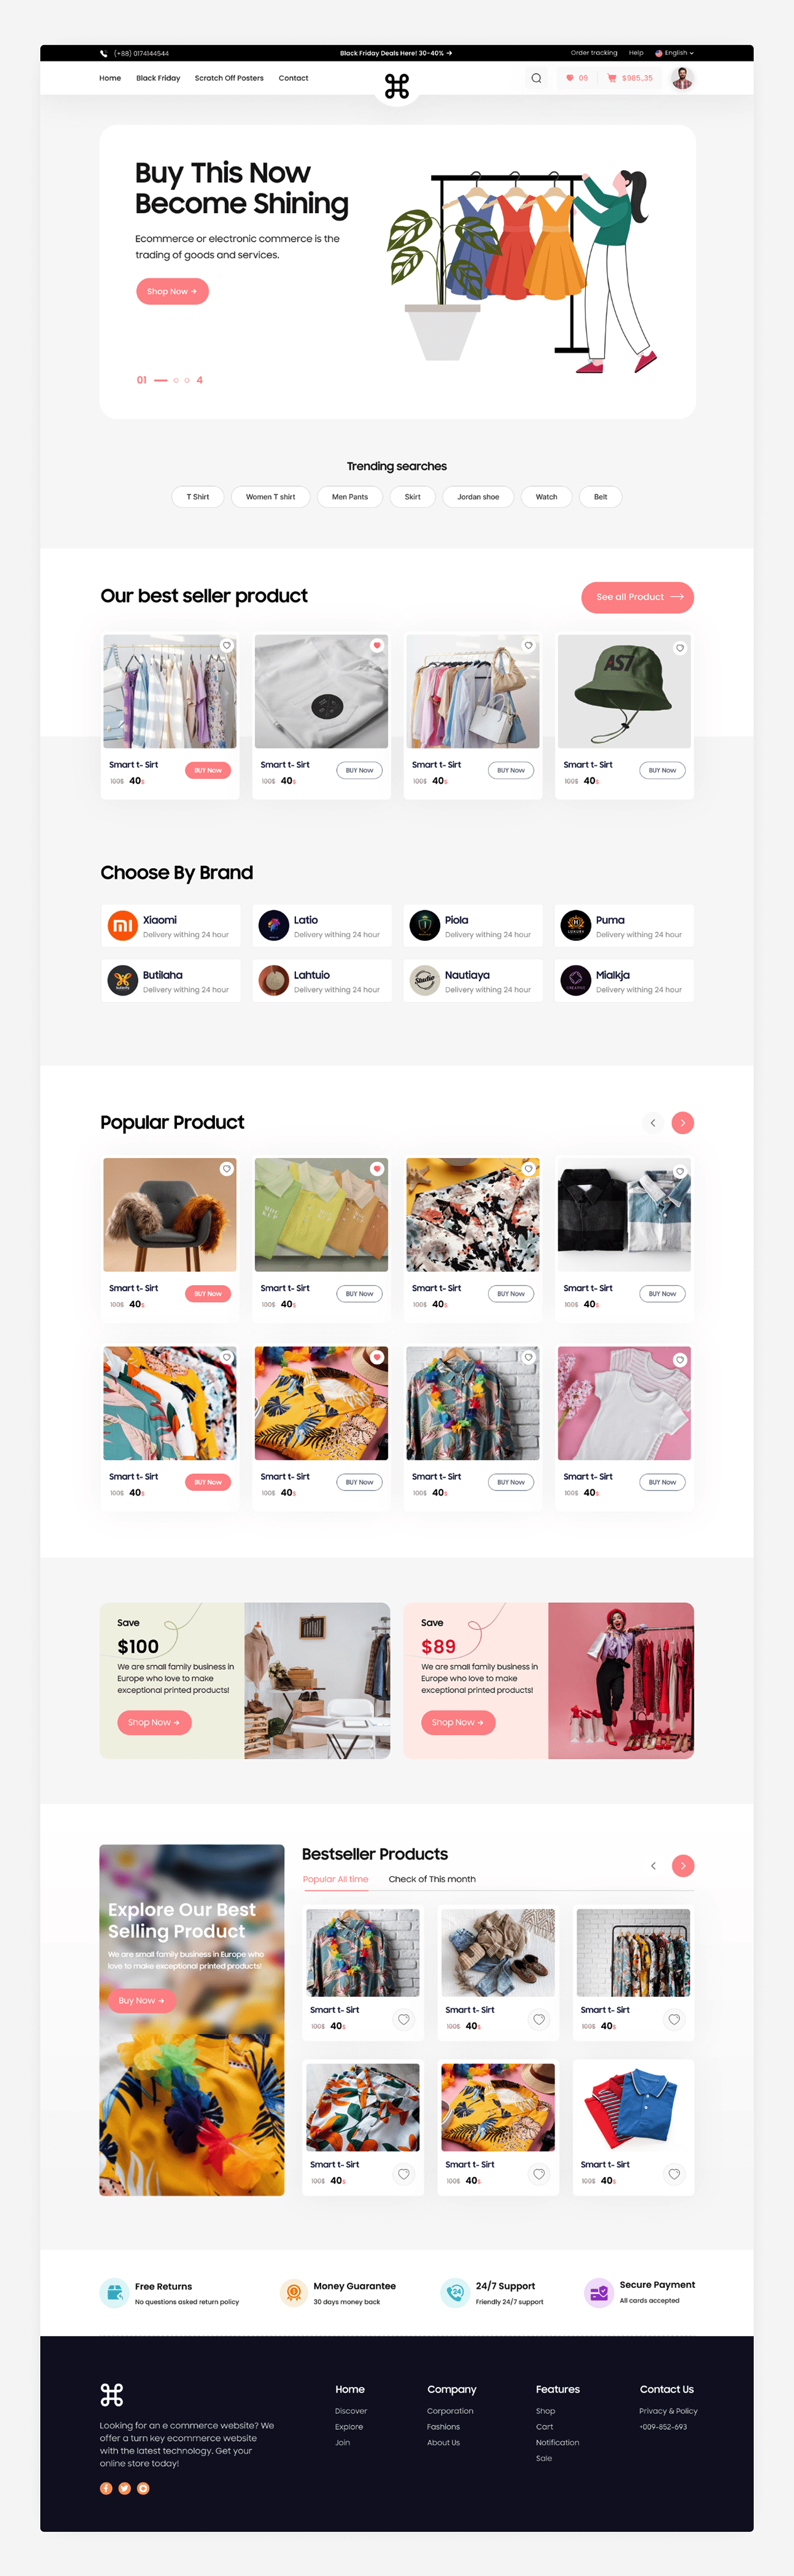 (+88) 0174144544
Black Friday Deals Here! 30-40% →
Order tracking
Help
English
Home
Black Friday
Scratch Off Posters
Contact
09
$985,35
Buy This Now
Become Shining
Ecommerce or electronic commerce is the
trading of goods and services.
Shop Now →
01
4
Trending searches
T Shirt
Women T shirt
Men Pants
Skirt
Jordan shoe
Watch
Belt
Our best seller product
See all Product
Smart t- Sirt
100$ 40$
BUY Now
Smart t- Sirt
100$ 40$
BUY Now
Smart t- Sirt
100$ 40$
BUY Now
AST
Smart t- Sirt
100$ 40$
BUY Now
Choose By Brand
Xiaomi
Delivery withing 24 hour
Latio
Delivery withing 24 hour
Piola
Delivery withing 24 hour
LUXURY
Puma
Delivery withing 24 hour
Butilaha
Delivery withing 24 hour
Lahtuio
Delivery withing 24 hour
Studio
Nautiaya
Delivery withing 24 hour
Mialkja
Delivery withing 24 hour
Popular Product
Smart t- Sirt
100$ 40$
BUY Now
Smart t- Sirt
100$ 40$
BUY Now
Smart t- Sirt
100$ 40$
BUY Now
Smart t- Sirt
100$ 40$
BUY Now
Smart t- Sirt
100$ 40$
BUY Now
Smart t- Sirt
100$ 40$
BUY Now
Smart t- Sirt
100$ 40$
BUY Now
Smart t- Sirt
100$ 40$
BUY Now
Save
$100
We are small family business in
Europe who love to make
exceptional printed products!
Shop Now →
Save
$89
We are small family business in
Europe who love to make
exceptional printed products!
Shop Now →
Explore Our Best
Selling Product
We are small family business in Europe who
love to make exceptional printed products!
Buy Now →
Bestseller Products
Popular All time
Check of This month
Smart t- Sirt
100$ 40$
Smart t- Sirt
100$ 40$
Smart t- Sirt
100$ 40$
Smart t- Sirt
100$ 40$
Smart t- Sirt
100$ 40$
Smart t- Sirt
100$ 40$
Free Returns
No questions asked return policy
Money Guarantee
30 days money back
24
24/7 Support
Friendly 24/7 support
Secure Payment
All cards accepted
Looking for an e commerce website? We
offer a turn key ecommerce website
with the latest technology. Get your
online store today!
Home
Discover
Explore
Join
Company
Corporation
Fashions
About Us
Features
Shop
Cart
Notification
Sale
Contact Us
Privacy & Policy
+009-852-693